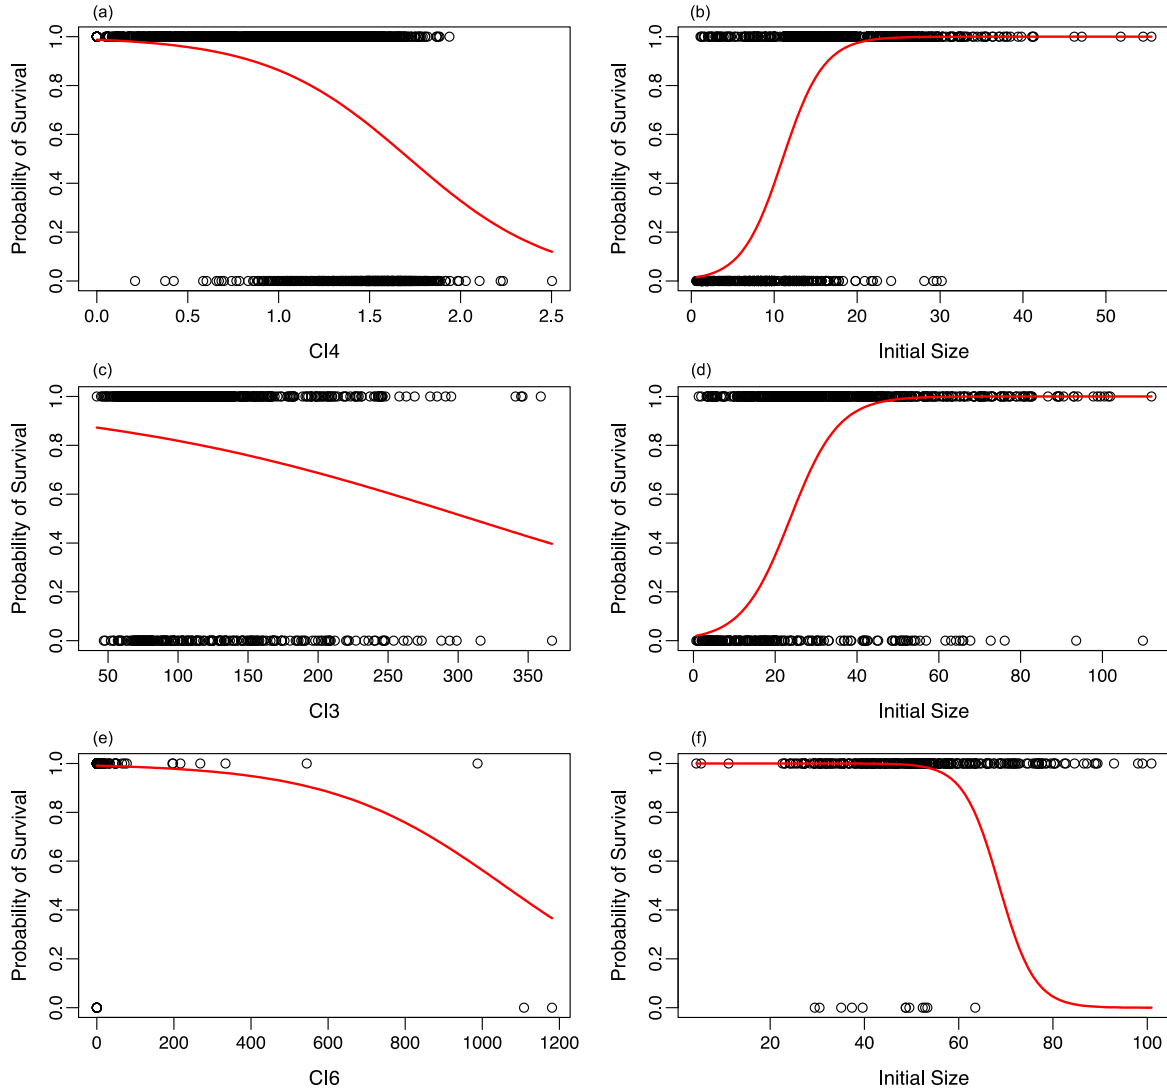 (a)
Probability of Survival
0.0 0.2 0.4 0.6 0.8 1.0
0.0 0.5 1.0 1.5 2.0 2.5
CI4
(b)
Probability of Survival
0.0 0.2 0.4 0.6 0.8 1.0
0 10 20 30 40 50
Initial Size
(c)
Probability of Survival
0.0 0.2 0.4 0.6 0.8 1.0
50 100 150 200 250 300 350
CI3
(d)
Probability of Survival
0.0 0.2 0.4 0.6 0.8 1.0
0 20 40 60 80 100
Initial Size
(e)
Probability of Survival
0.0 0.2 0.4 0.6 0.8 1.0
0 200 400 600 800 1000 1200
CI6
(f)
Probability of Survival
0.0 0.2 0.4 0.6 0.8 1.0
20 40 60 80 100
Initial Size